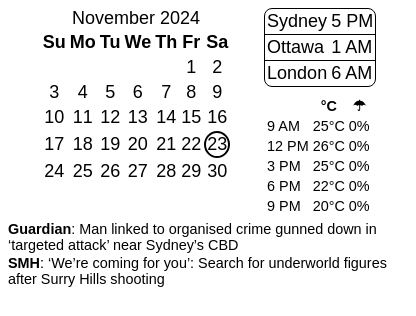 November 2024
Su Mo Tu We Th Fr Sa
1 2
3 4 5 6 7 8 9
10 11 12 13 14 15 16
17 18 19 20 21 22 23
24 25 26 27 28 29 30
Sydney 5 PM
Ottawa 1 AM
London 6 AM
°C ☂
9 AM 25°C 0%
12 PM 26°C 0%
3 PM 25°C 0%
6 PM 22°C 0%
9 PM 20°C 0%
Guardian: Man linked to organised crime gunned down in
‘targeted attack’ near Sydney’s CBD
SMH: ‘We’re coming for you’: Search for underworld figures
after Surry Hills shooting